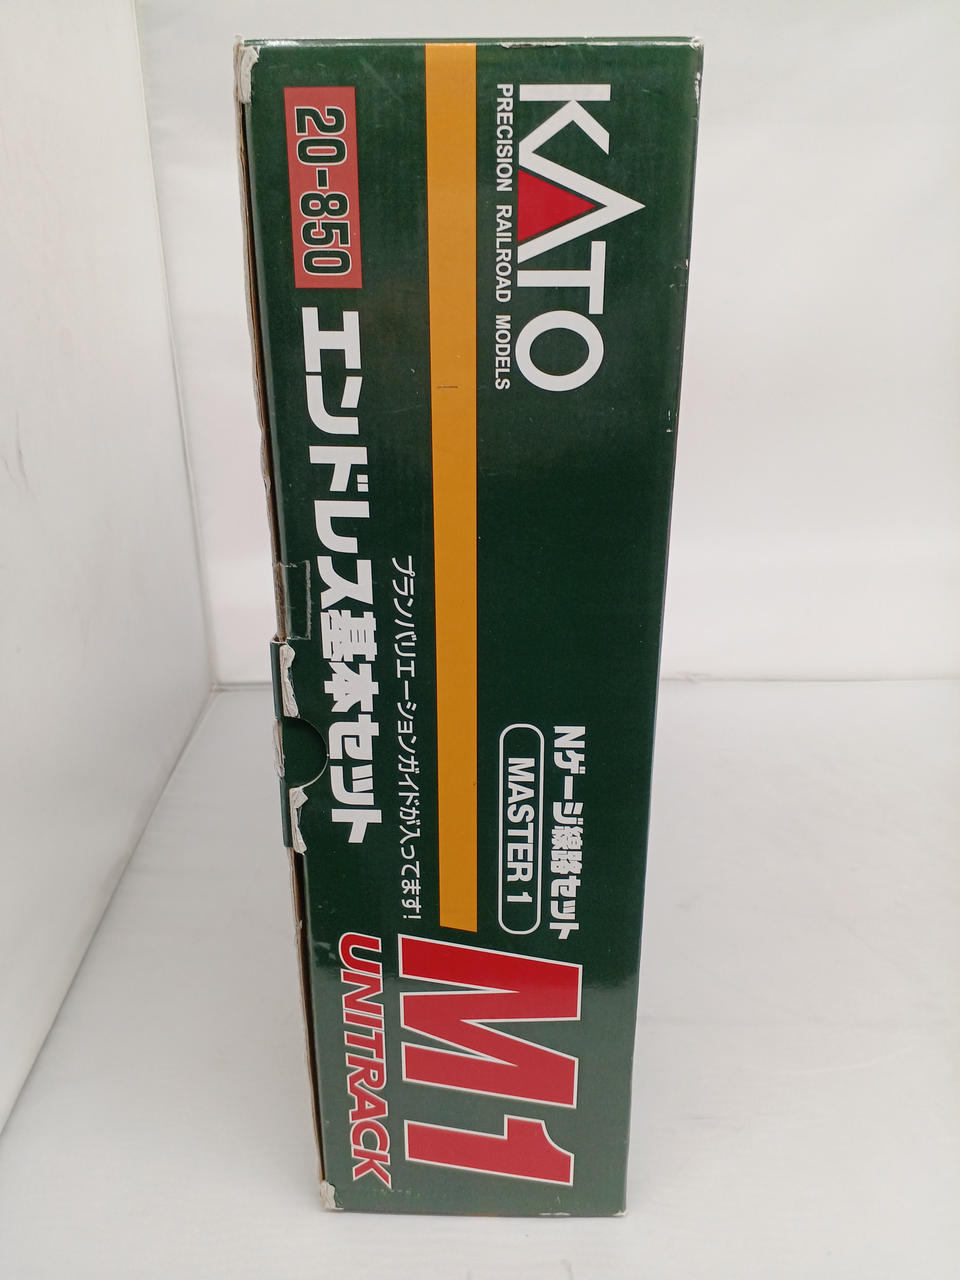 KATO
PRECISION RAILROAD MODELS
Nゲージ線路セット
MASTER 1
M1
プランバリエーションガイドが入ってます!
20-850
エンドレス基本セット
UNITRACK